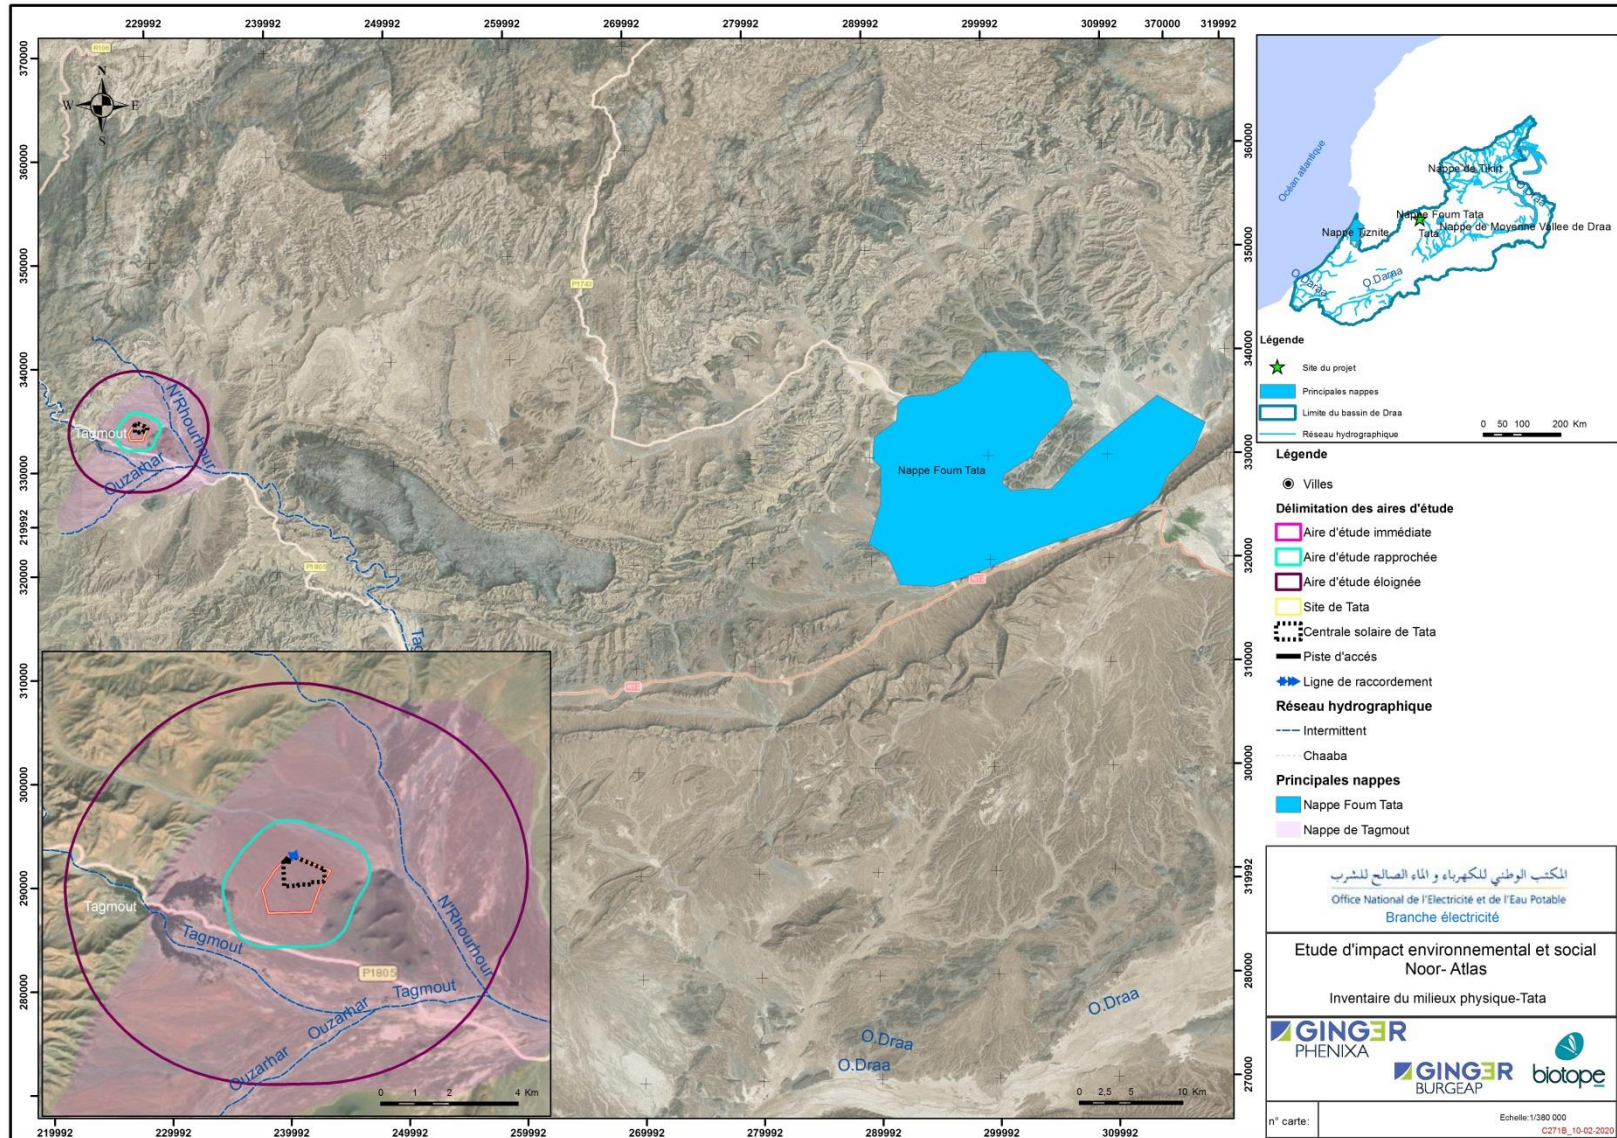 229992
239992
249992
259992
269992
279992
289992
299992
309992
370000
319992
370000
360000
350000
340000
330000
2119992
320000
310000
300000
290000
280000
N
W
E
S
P1743
N'Rhourhour
Tagmout
Ouzarhar
P1805
Nappe Foum Tata
N12
N12
O.Draa
O.Draa
O.Draa
360000
350000
340000
330000
320000
310000
300000
3119992
280000
270000
Tagmout
Tagmout
N'Rhourhour
P1805
Tagmout
Ouzarhar
Ouzarhar
0 1 2 4 Km
0 2,5 5 10 Km
219992
229992
239992
249992
259992
269992
279992
289992
299992
309992
Océan atlantique
Nappe de Tikirt
O.Draa
Nappe Foum Tata
Tata
Nappe de Moyenne Vallee de Draa
Nappe Tiznite
O.Daraa
O.Daraa
Légende
Site du projet
Principales nappes
Limite du bassin de Draa
Réseau hydrographique
0 50 100 200 Km
Légende
Villes
Délimitation des aires d'étude
Aire d'étude immédiate
Aire d'étude rapprochée
Aire d'étude éloignée
Site de Tata
Centrale solaire de Tata
Piste d'accés
Ligne de raccordement
Réseau hydrographique
Intermittent
Chaaba
Principales nappes
Nappe Foum Tata
Nappe de Tagmout
المكتب الوطني للكهرباء و الماء الصالح للشرب
Office National de l'Electricité et de l'Eau Potable
Branche électricité
Etude d'impact environnemental et social
Noor- Atlas
Inventaire du milieux physique-Tata
GINGER
PHENIXA
GINGER
BURGEAP
biotope
n° carte:
Echelle:1/380 000
C271B_10-02-2020